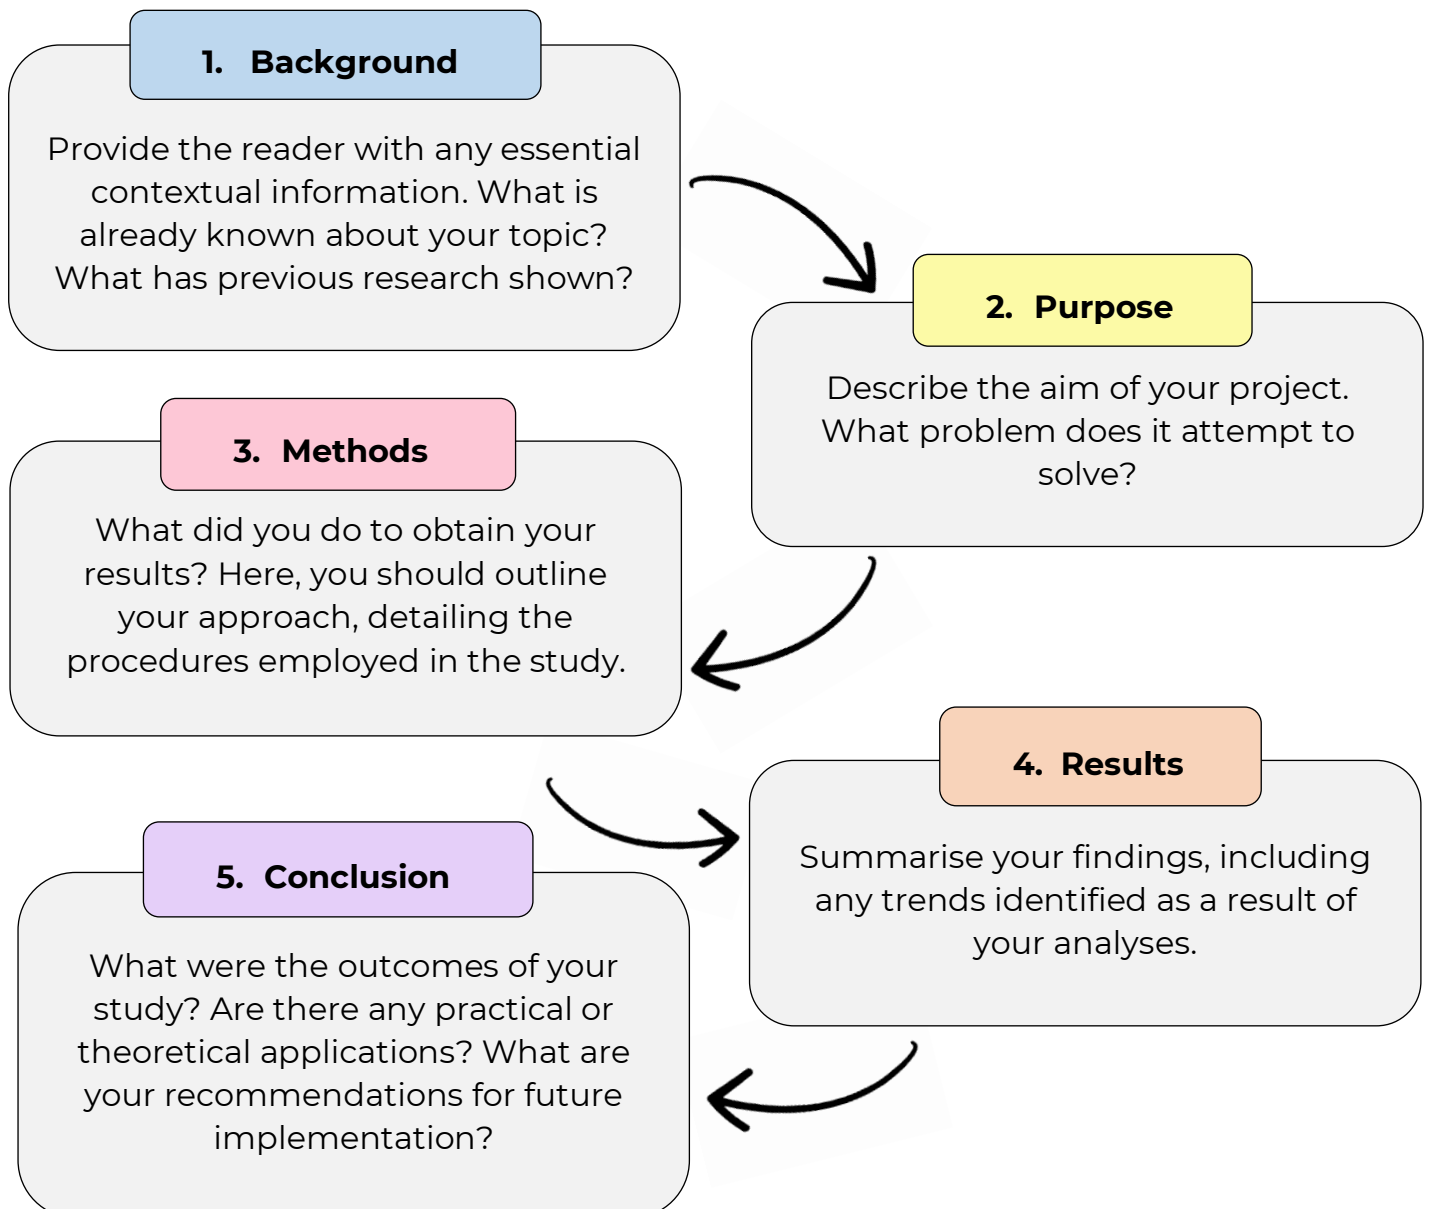 1. Background
Provide the reader with any essential
contextual information. What is
already known about your topic?
What has previous research shown?
2. Purpose
Describe the aim of your project.
What problem does it attempt to
solve?
3. Methods
What did you do to obtain your
results? Here, you should outline
your approach, detailing the
procedures employed in the study.
4. Results
Summarise your findings, including
any trends identified as a result of
your analyses.
5. Conclusion
What were the outcomes of your
study? Are there any practical or
theoretical applications? What are
your recommendations for future
implementation?